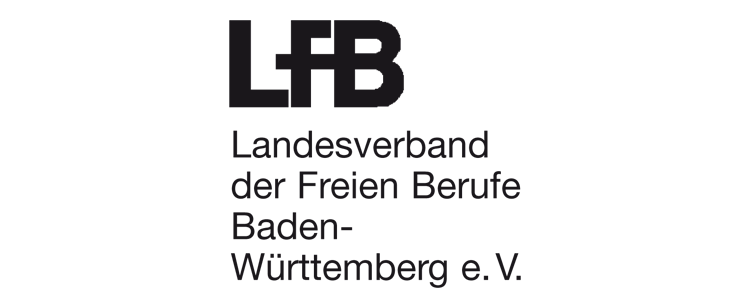 LFB
Landesverband
der Freien Berufe
Baden-
Württemberg e. V.